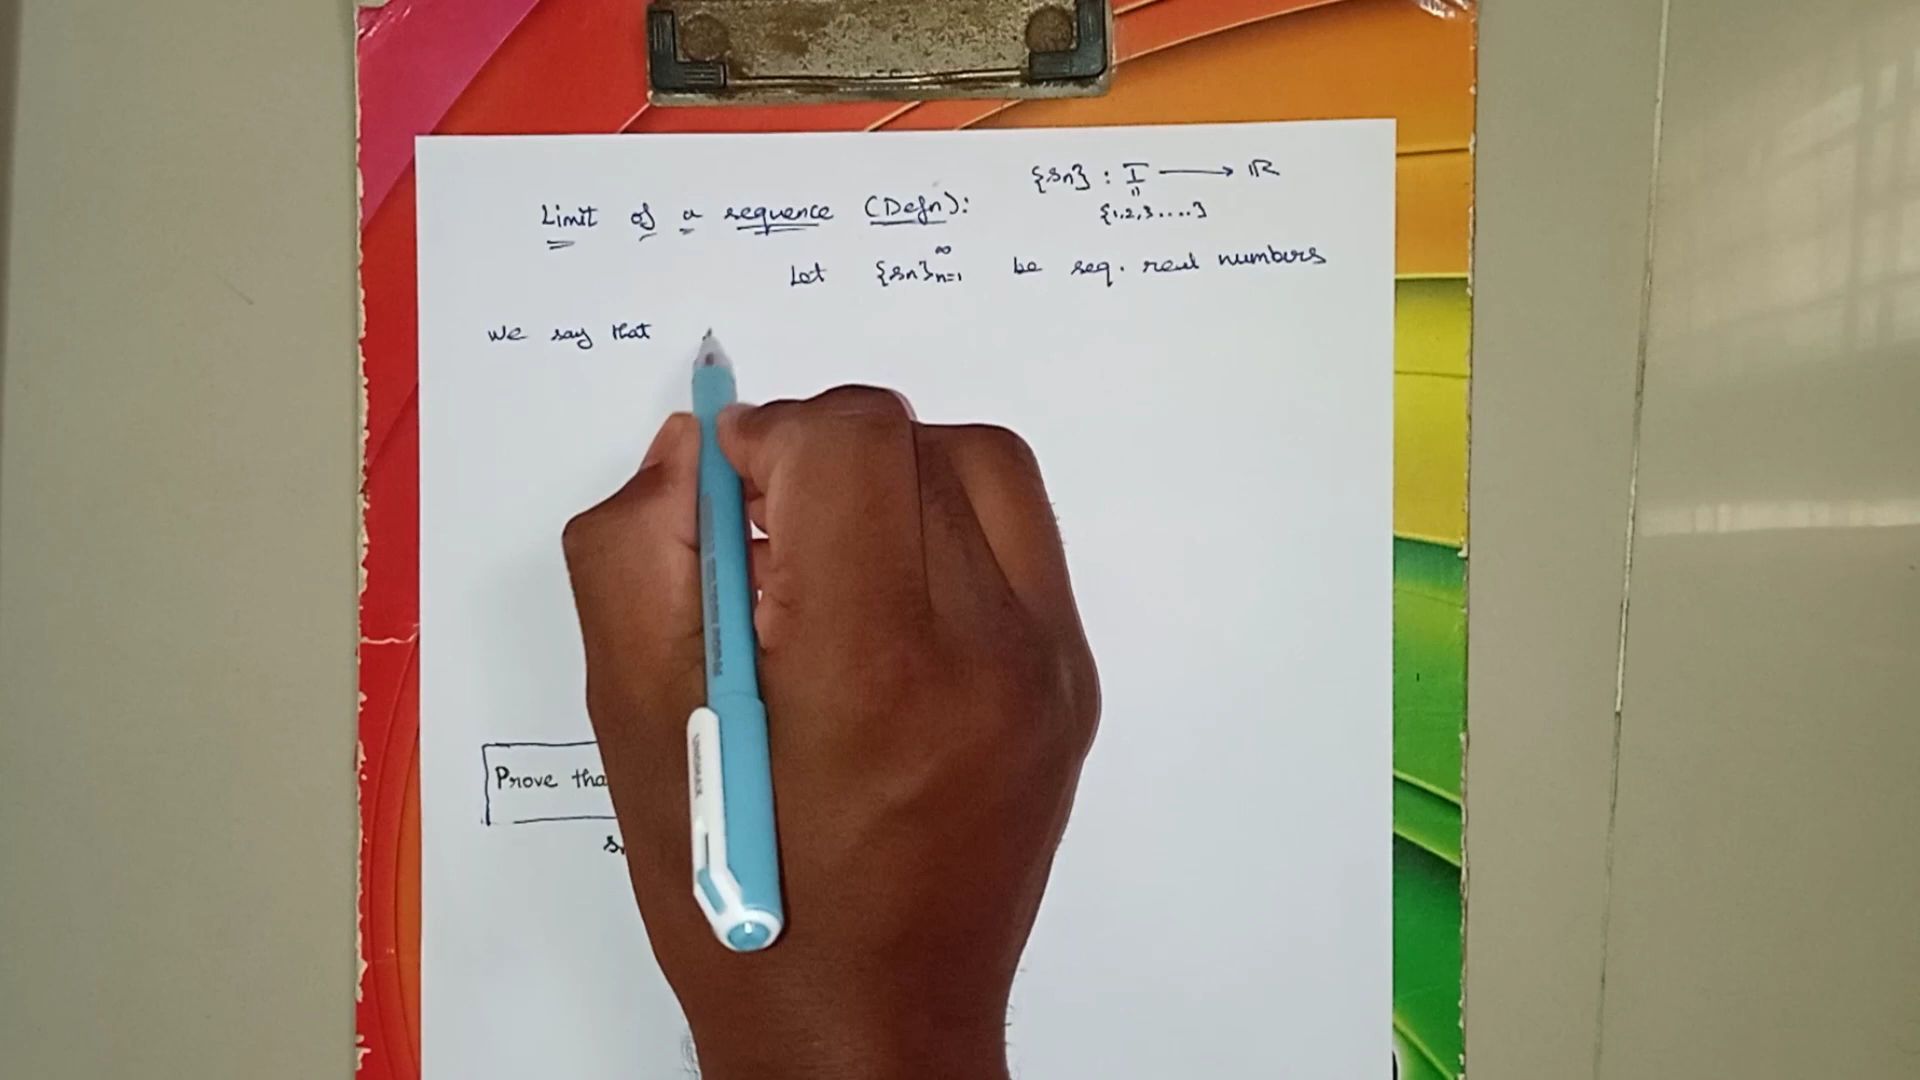 {sn} : I ⟶ ℝ
॥
{1,2,3....}
Limit of a sequence (Defn):
Let {sn}∞n=1 be seq. real numbers
We say that
Prove tha